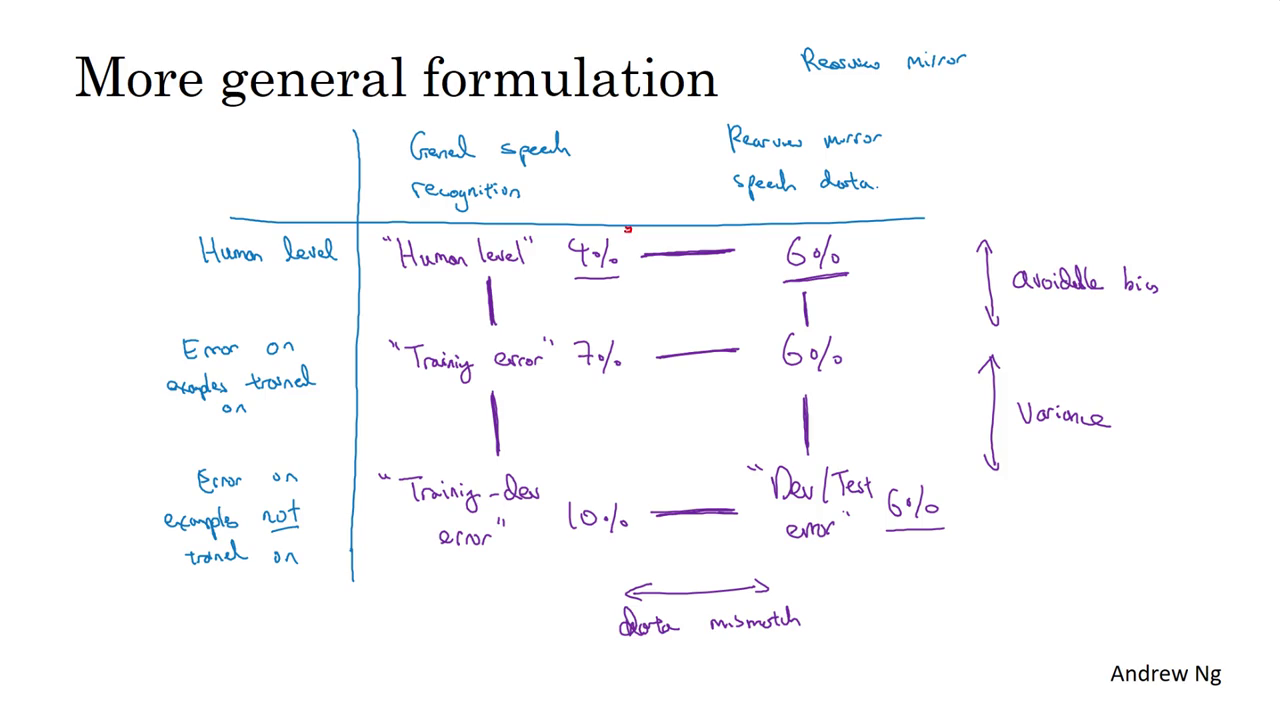 More general formulation
Rearview mirror
General speech
recognition
Rearview mirror
speech data.
Human level
"Human level" 4%
6%
Error on
examples trained
on
"Training error" 7%
6%
Error on
examples not
trained on
"Training-dev
error"
10%
"Dev/Test
error"
6%
avoidable bias
Variance
data mismatch
Andrew Ng